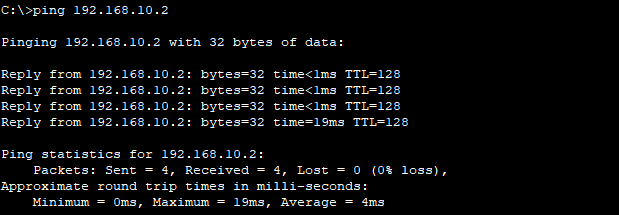 C:\>ping 192.168.10.2
Pinging 192.168.10.2 with 32 bytes of data:
Reply from 192.168.10.2: bytes=32 time<1ms TTL=128
Reply from 192.168.10.2: bytes=32 time<1ms TTL=128
Reply from 192.168.10.2: bytes=32 time<1ms TTL=128
Reply from 192.168.10.2: bytes=32 time=19ms TTL=128
Ping statistics for 192.168.10.2:
    Packets: Sent = 4, Received = 4, Lost = 0 (0% loss),
Approximate round trip times in milli-seconds:
    Minimum = 0ms, Maximum = 19ms, Average = 4ms